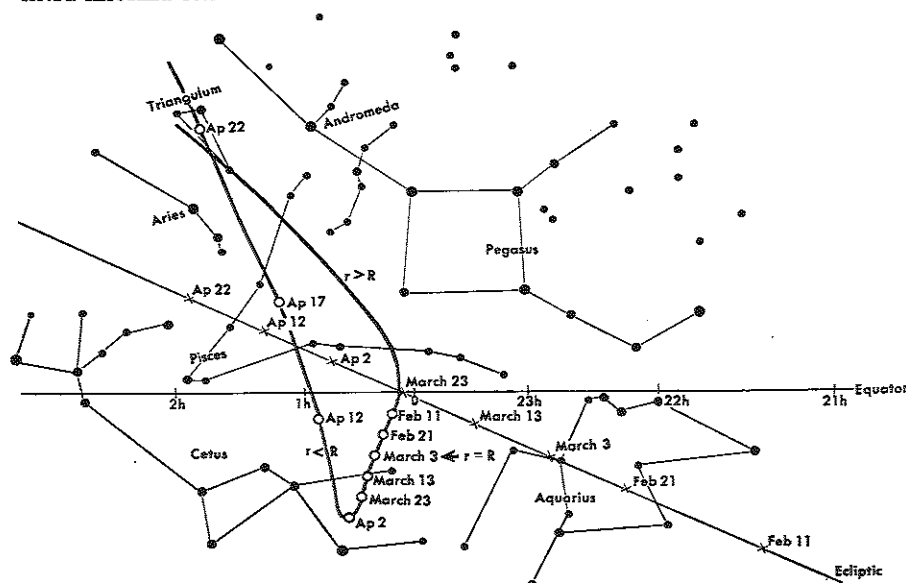 Triangulum
Ap 22
Andromeda
Aries
Pegasus
r > R
Ap 22
Ap 17
Ap 12
Pisces
Ap 2
March 23
2h
1h
0
23h
22h
21h
Equator
Ap 12
Feb 11
March 13
Feb 21
Cetus
r < R
March 3
r = R
March 3
March 13
Aquarius
Feb 21
March 23
Ap 2
Feb 11
Ecliptic